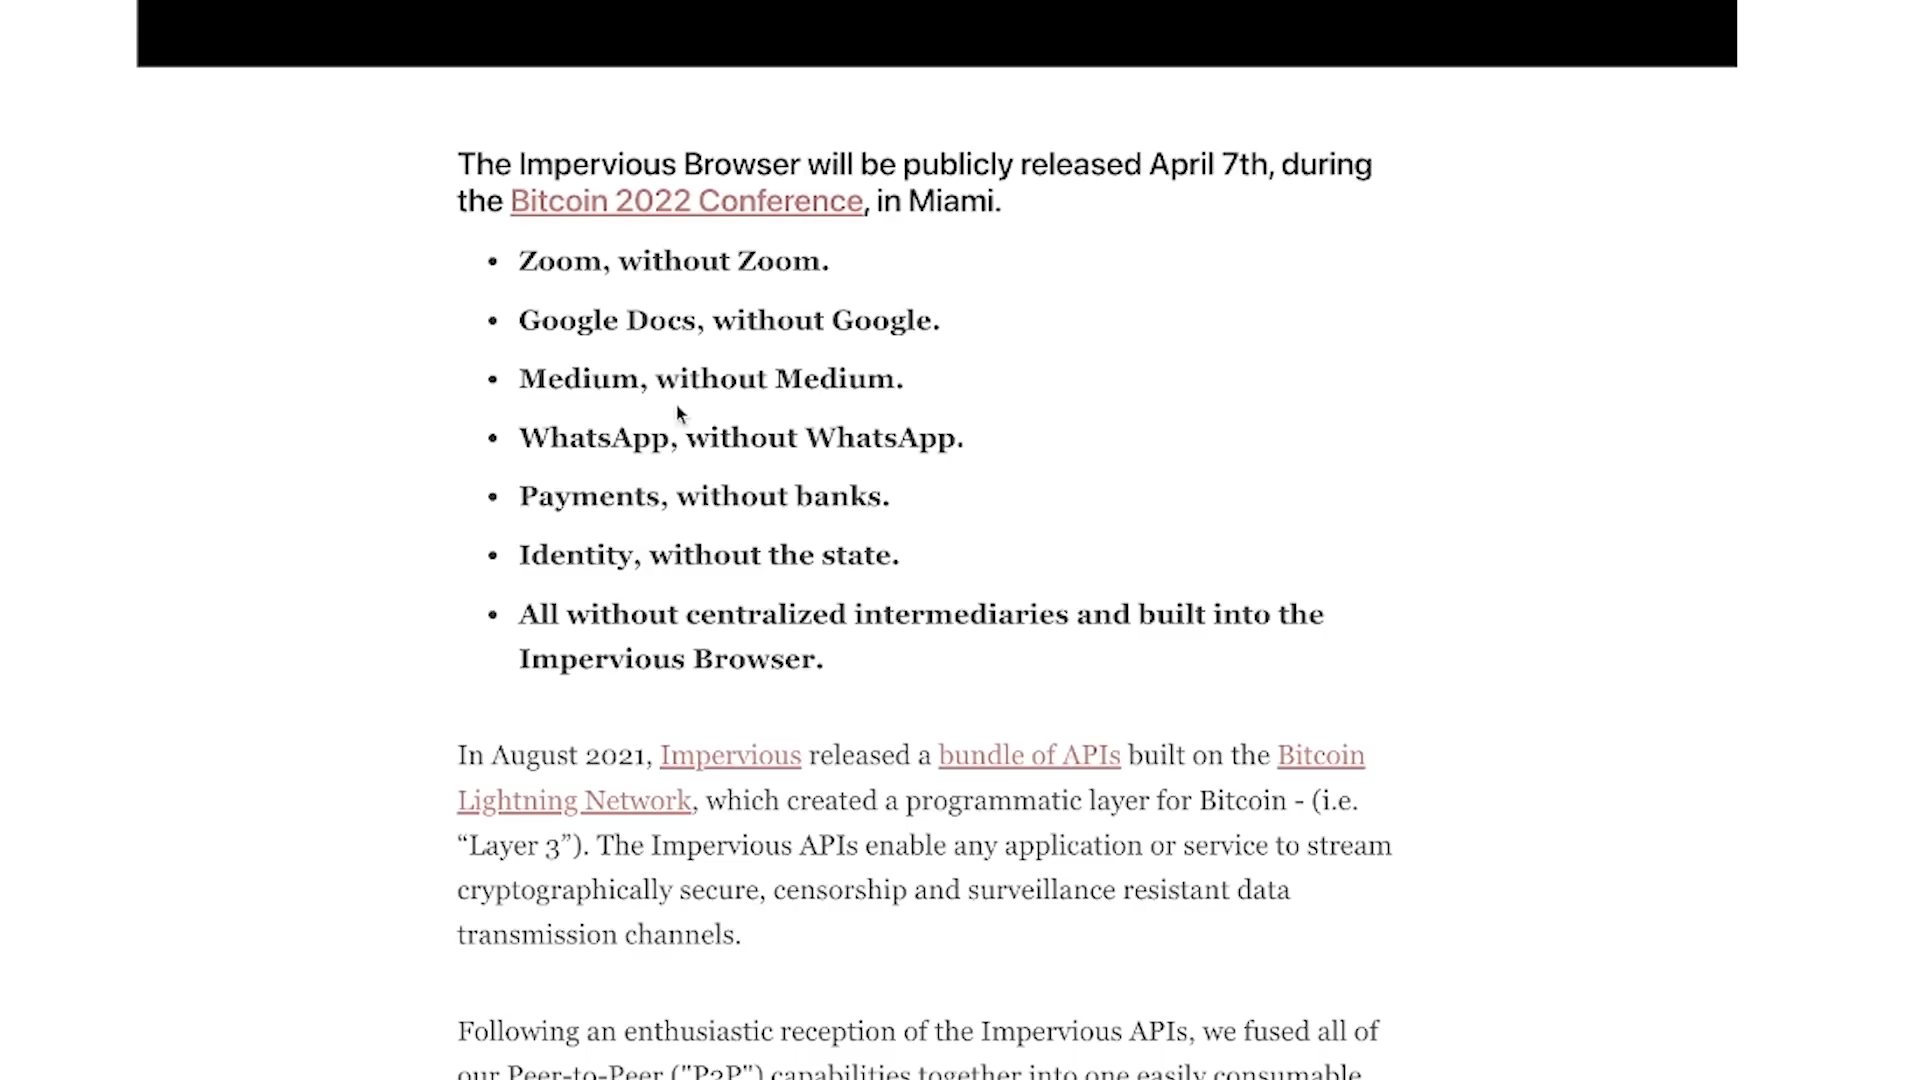 The Impervious Browser will be publicly released April 7th, during
the Bitcoin 2022 Conference, in Miami.
• Zoom, without Zoom.
• Google Docs, without Google.
• Medium, without Medium.
• WhatsApp, without WhatsApp.
• Payments, without banks.
• Identity, without the state.
• All without centralized intermediaries and built into the
Impervious Browser.
In August 2021, Impervious released a bundle of APIs built on the Bitcoin
Lightning Network, which created a programmatic layer for Bitcoin - (i.e.
“Layer 3”). The Impervious APIs enable any application or service to stream
cryptographically secure, censorship and surveillance resistant data
transmission channels.
Following an enthusiastic reception of the Impervious APIs, we fused all of
our Peer-to-Peer ("P2P") capabilities together into one easily consumable